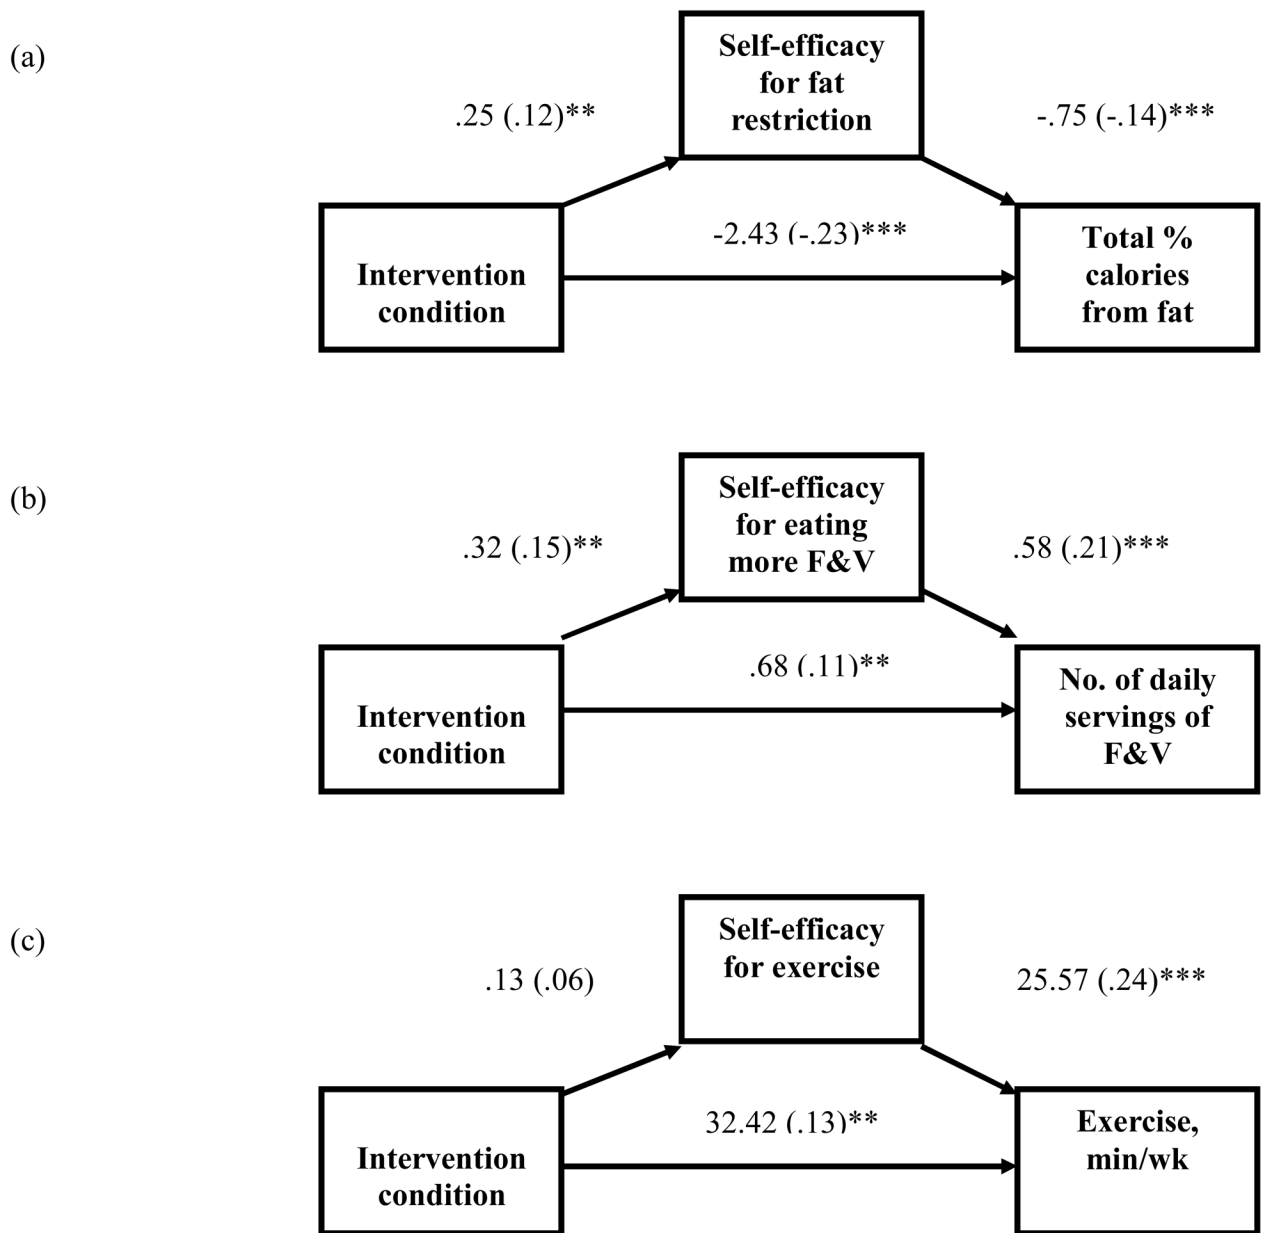 (a)
Self-efficacy
for fat
restriction
.25 (.12)**
-.75 (-.14)***
-2.43 (-.23)***
Intervention
condition
Total %
calories
from fat
(b)
Self-efficacy
for eating
more F&V
.32 (.15)**
.58 (.21)***
.68 (.11)**
Intervention
condition
No. of daily
servings of
F&V
(c)
Self-efficacy
for exercise
.13 (.06)
25.57 (.24)***
32.42 (.13)**
Intervention
condition
Exercise,
min/wk